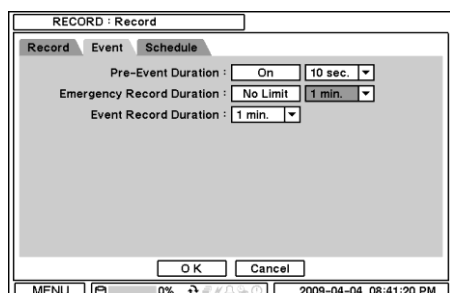 RECORD : Record
Record Event Schedule
Pre-Event Duration : On 10 sec.
Emergency Record Duration : No Limit 1 min.
Event Record Duration : 1 min.
OK Cancel
MENU 0% 2009-04-04 08:41:20 PM